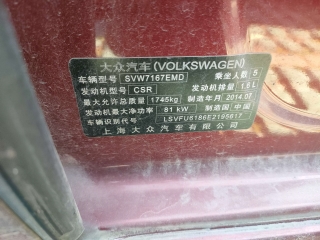 大众汽车(VOLKSWAGEN)
车辆型号 SVW7167EMD 乘坐人数 5
发动机型号 CSR 发动机排量 1.6L
最大允许总质量 1745kg 制造年月 2014.07
发动机最大净功率 81 kW 制造国 中国
车辆识别代号 LSVFU6186E2195617
上海大众汽车有限公司